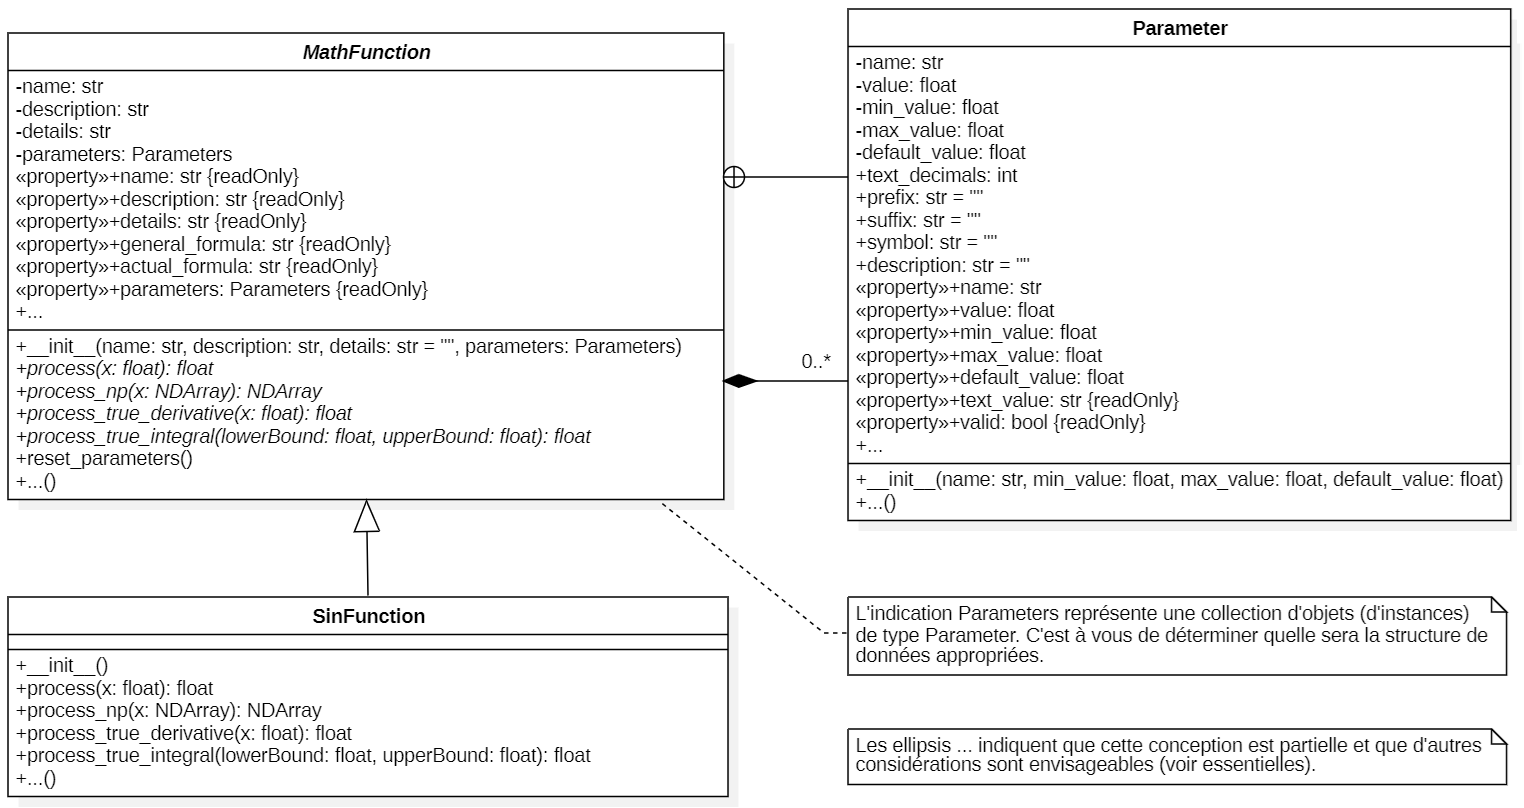 MathFunction
-name: str
-description: str
-details: str
-parameters: Parameters
«property»+name: str {readOnly}
«property»+description: str {readOnly}
«property»+details: str {readOnly}
«property»+general_formula: str {readOnly}
«property»+actual_formula: str {readOnly}
«property»+parameters: Parameters {readOnly}
+...
+__init__(name: str, description: str, details: str = "", parameters: Parameters)
+process(x: float): float
+process_np(x: NDArray): NDArray
+process_true_derivative(x: float): float
+process_true_integral(lowerBound: float, upperBound: float): float
+reset_parameters()
+...()
0..*
Parameter
-name: str
-value: float
-min_value: float
-max_value: float
-default_value: float
+text_decimals: int
+prefix: str = ""
+suffix: str = ""
+symbol: str = ""
+description: str = ""
«property»+name: str
«property»+value: float
«property»+min_value: float
«property»+max_value: float
«property»+default_value: float
«property»+text_value: str {readOnly}
«property»+valid: bool {readOnly}
+...
+__init__(name: str, min_value: float, max_value: float, default_value: float)
+...()
SinFunction
+__init__()
+process(x: float): float
+process_np(x: NDArray): NDArray
+process_true_derivative(x: float): float
+process_true_integral(lowerBound: float, upperBound: float): float
+...()
L'indication Parameters représente une collection d'objets (d'instances)
de type Parameter. C'est à vous de déterminer quelle sera la structure de
données appropriées.
Les ellipsis ... indiquent que cette conception est partielle et que d'autres
considérations sont envisageables (voir essentielles).